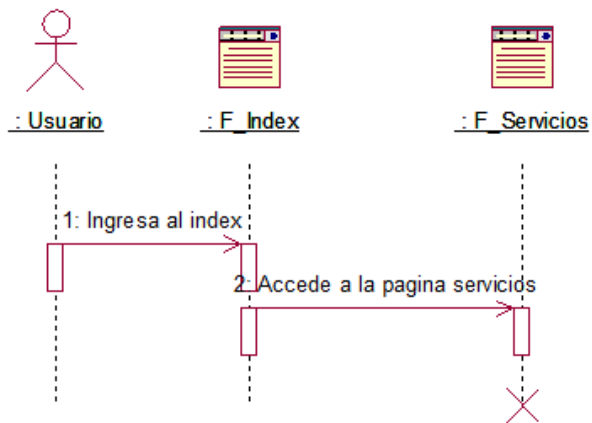 : Usuario
: F_Index
: F_Servicios
1: Ingresa al index
2: Accede a la pagina servicios